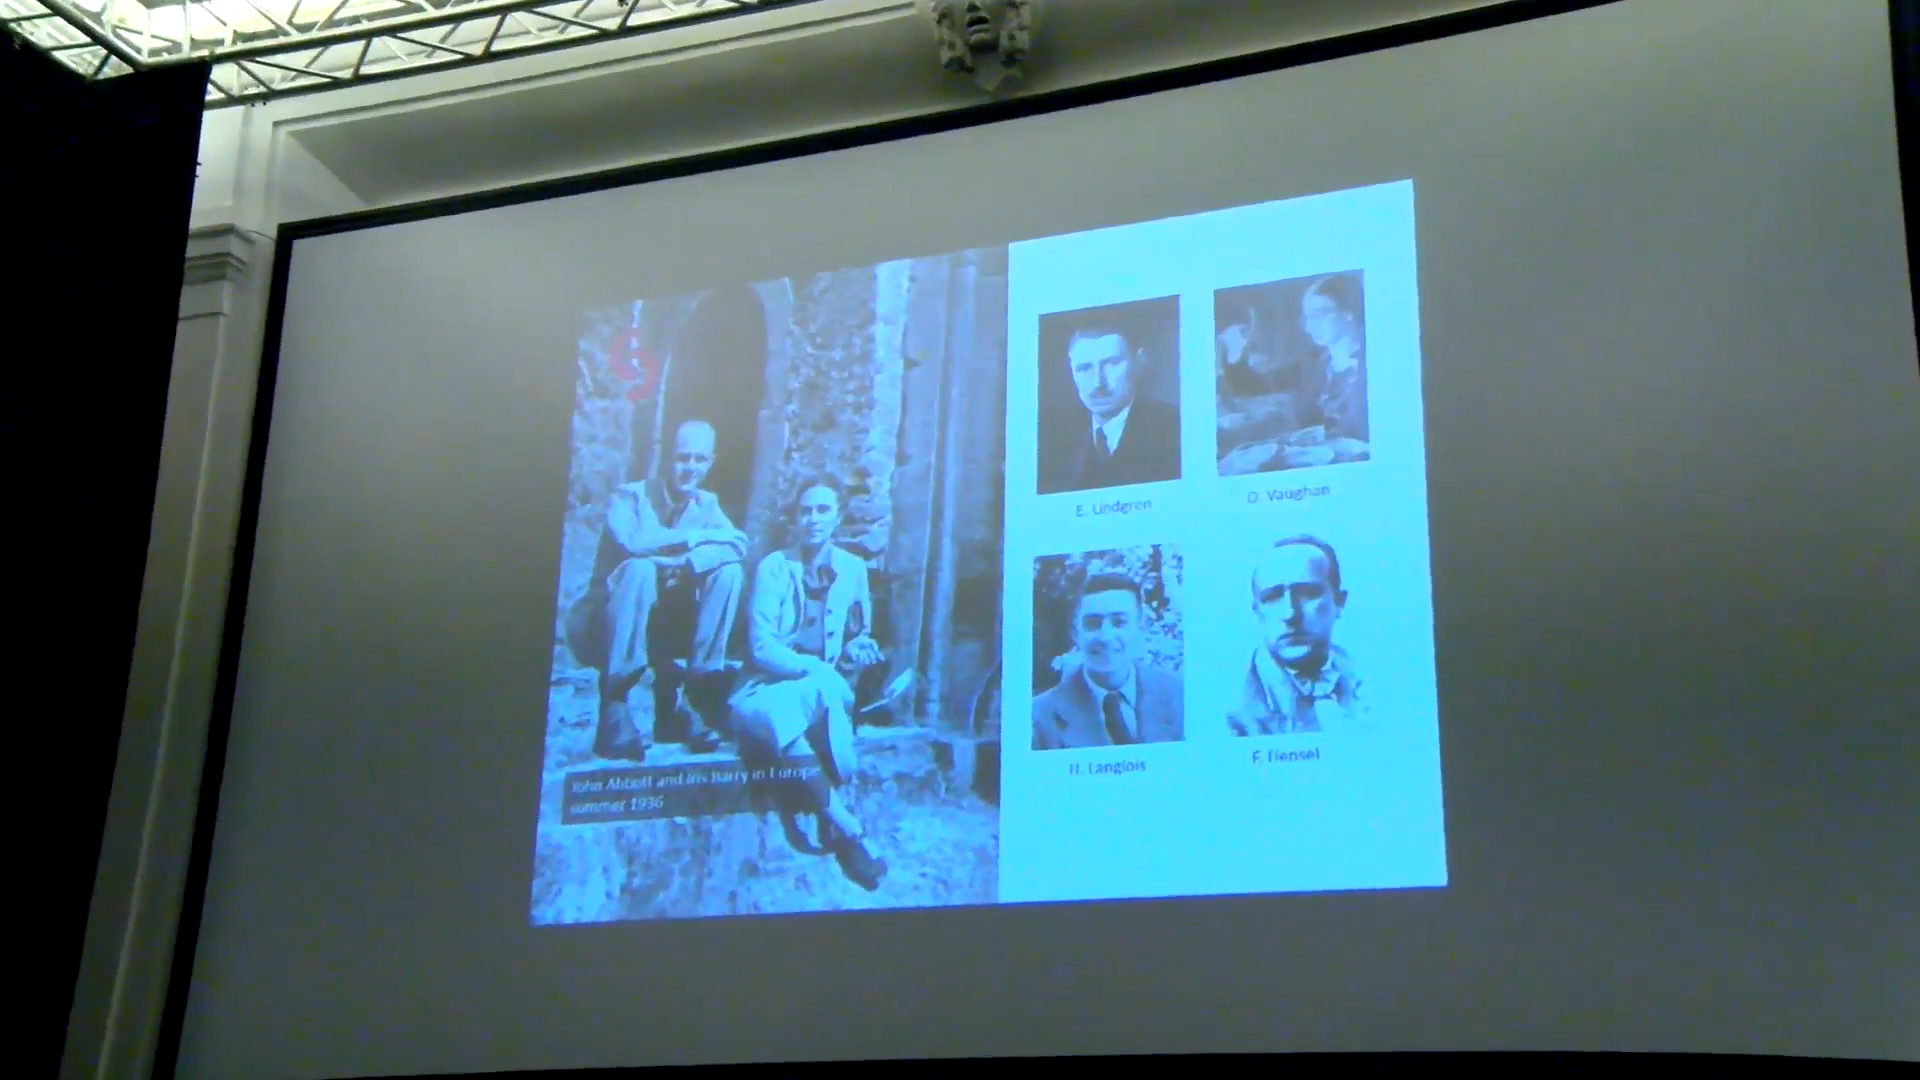 John Abbott and Iris Barry in Europe
summer 1936
E. Lindgren
O. Vaughan
H. Langlois
F. Hensel